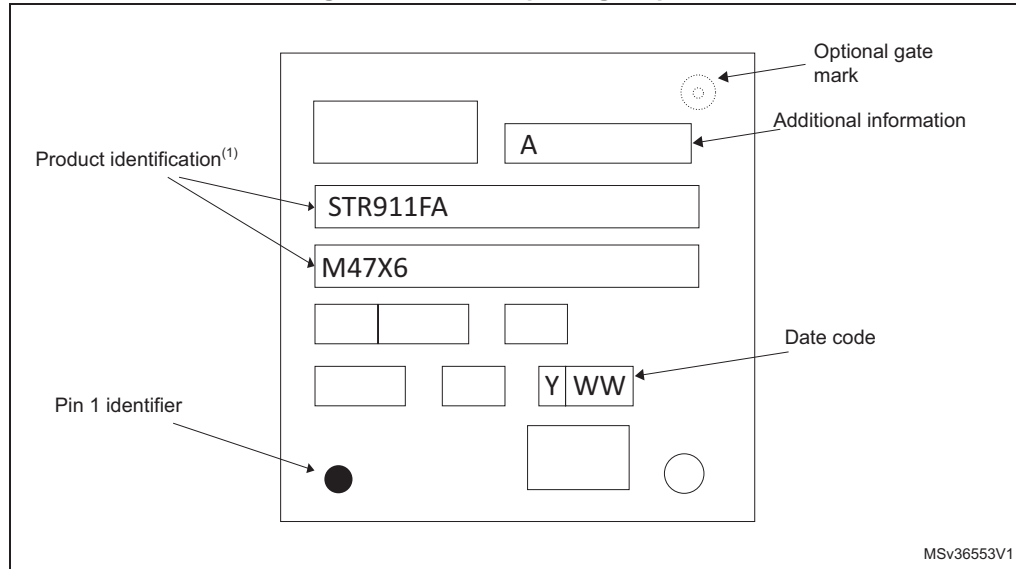 Optional gate
mark
A
Additional information
Product identification(1)
STR911FA
M47X6
Date code
Y WW
Pin 1 identifier
MSv36553V1